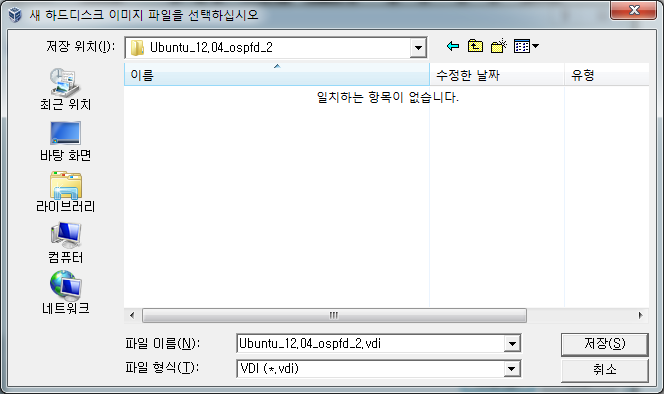 새 하드디스크 이미지 파일을 선택하십시오
저장 위치(I): Ubuntu_12.04_ospfd_2
이름 수정한 날짜 유형
일치하는 항목이 없습니다.
최근 위치
바탕 화면
라이브러리
컴퓨터
네트워크
파일 이름(N): Ubuntu_12.04_ospfd_2.vdi 저장(S)
파일 형식(T): VDI (*.vdi) 취소